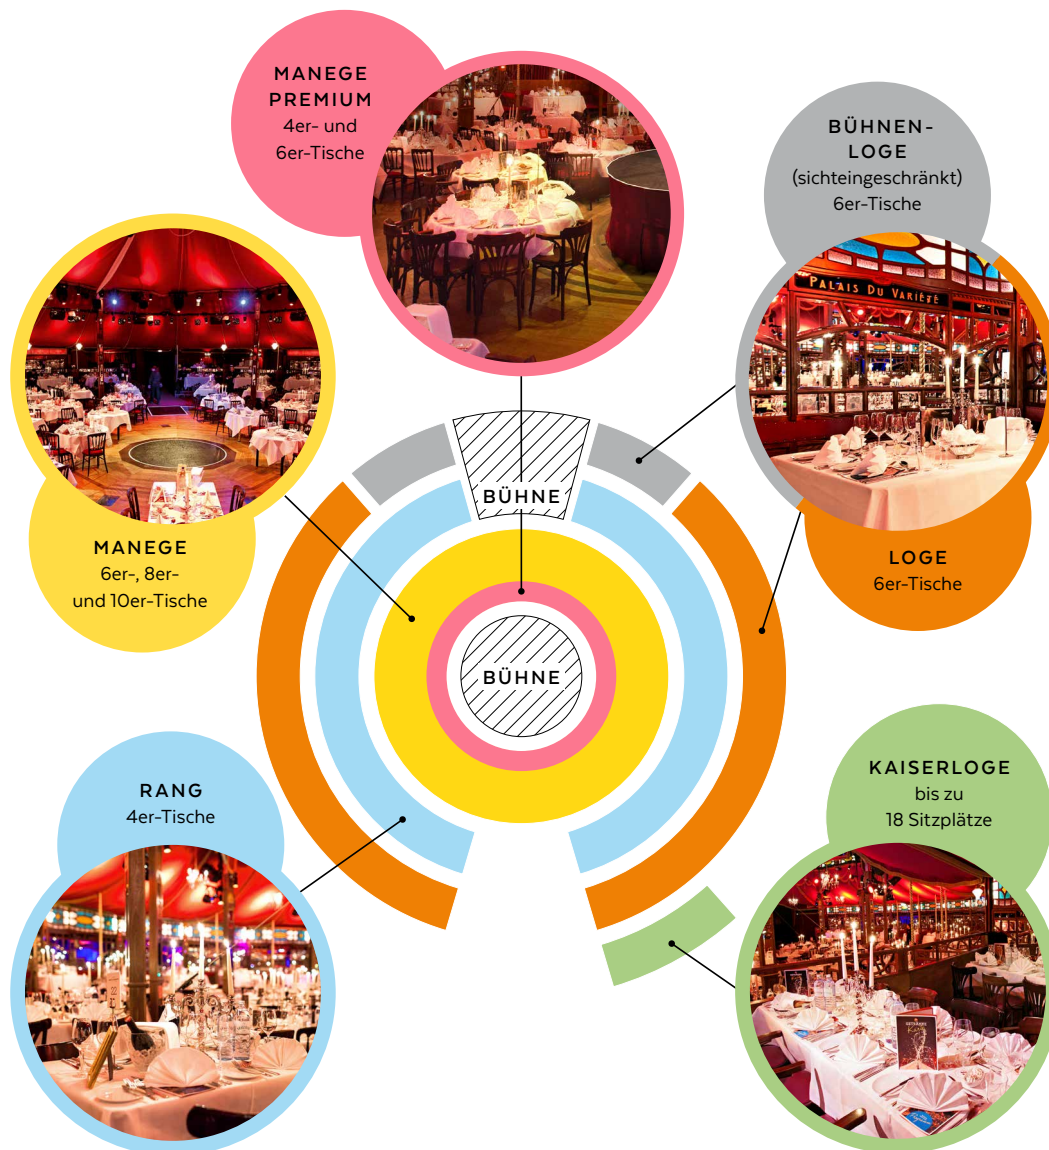 MANEGE
PREMIUM
4er- und
6er-Tische
BÜHNEN-
LOGE
(sichteingeschränkt)
6er-Tische
PALAIS DU VARIÉTÉ
MANEGE
6er-, 8er-
und 10er-Tische
BÜHNE
LOGE
6er-Tische
BÜHNE
RANG
4er-Tische
KAISERLOGE
bis zu
18 Sitzplätze